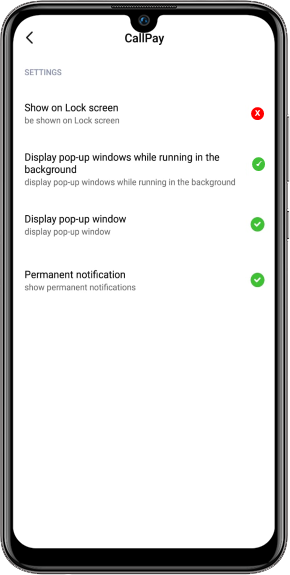 CallPay
SETTINGS
Show on Lock screen
be shown on Lock screen
X
Display pop-up windows while running in the
background
display pop-up windows while running in the background
Display pop-up window
display pop-up window
Permanent notification
show permanent notifications